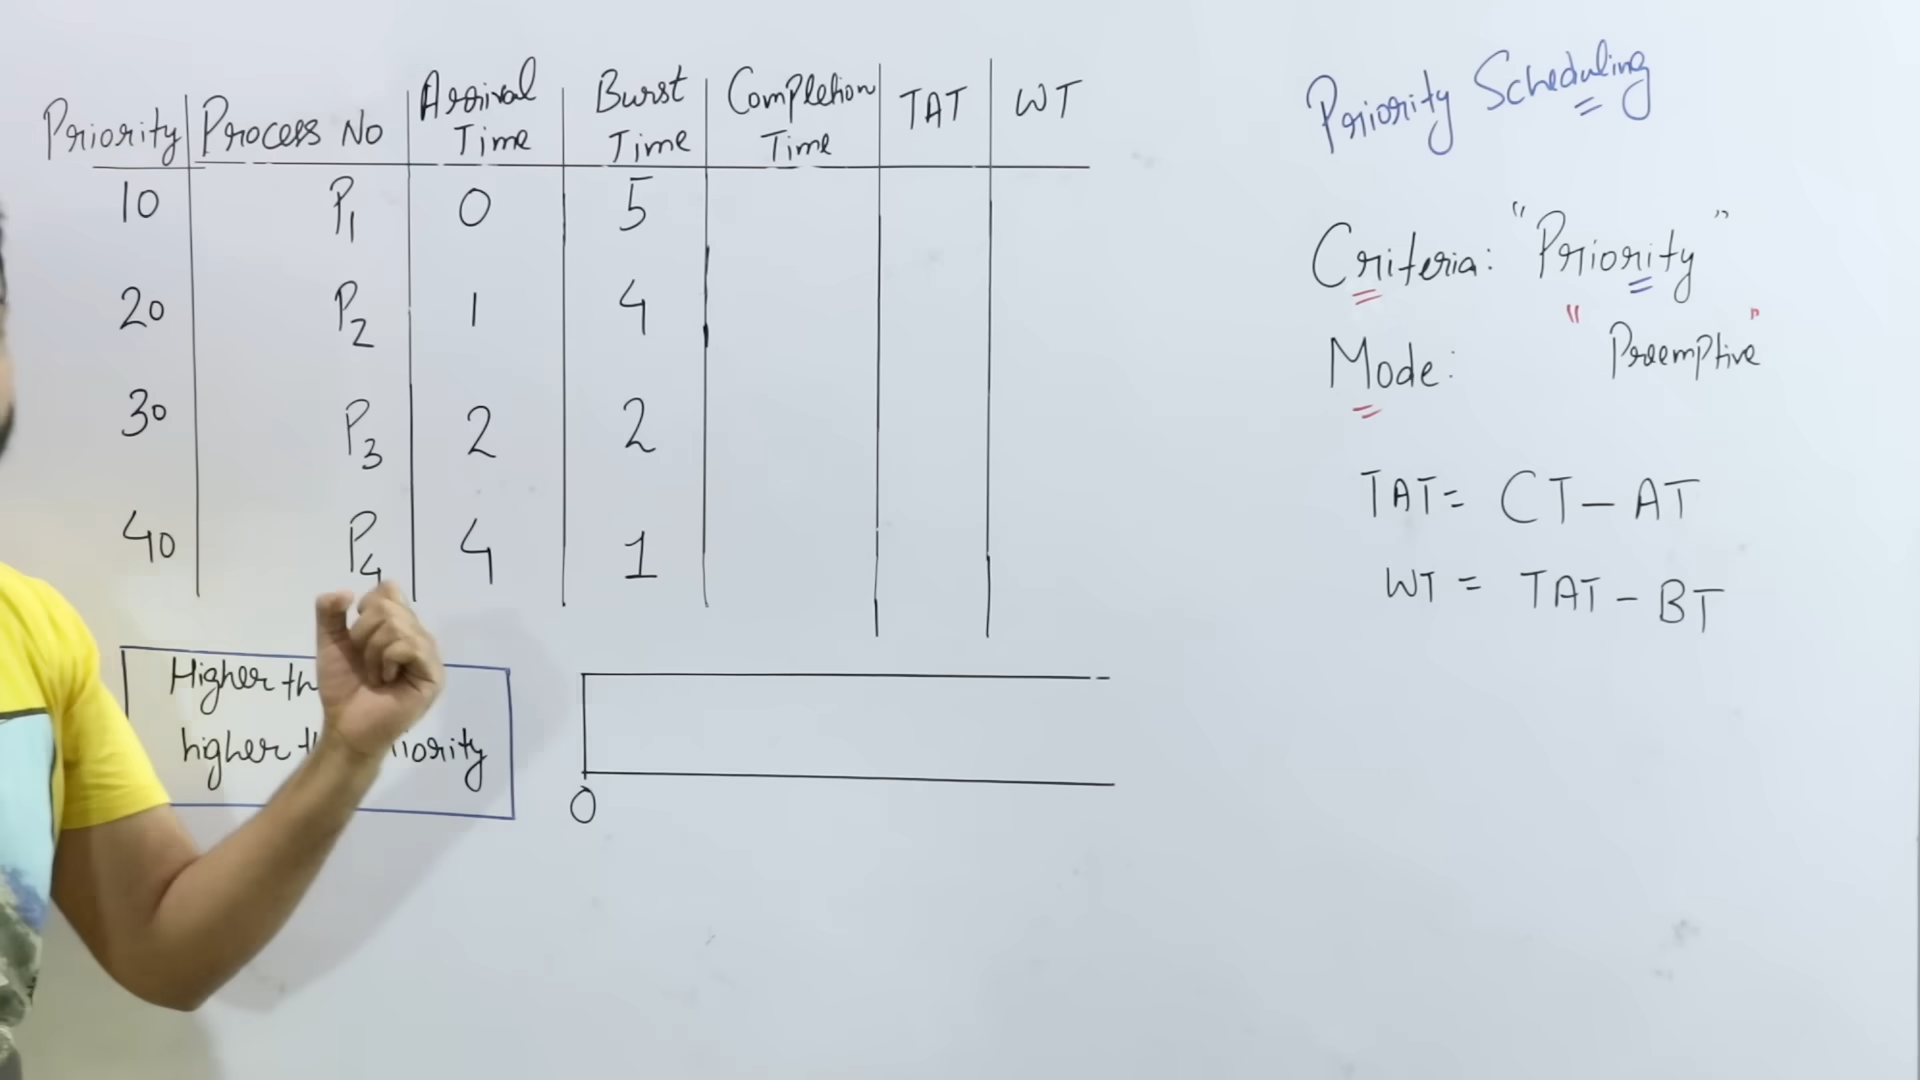 Priority Process No Arrival Time Burst Time Completion Time TAT WT
10 P1 0 5
20 P2 1 4
30 P3 2 2
40 P4 4 1
Higher
higher
0
Priority Scheduling
Criteria: "Priority"
Mode: "Preemptive"
TAT = CT - AT
WT = TAT - BT